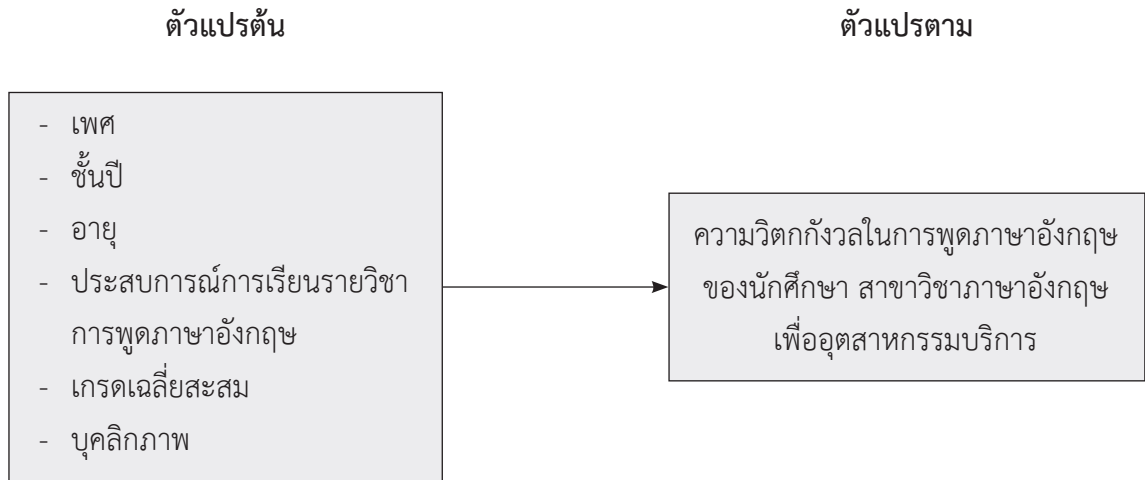 ตัวแปรต้น
ตัวแปรตาม
- เพศ
- ชั้นปี
- อายุ
- ประสบการณ์การเรียนรายวิชา
การพูดภาษาอังกฤษ
- เกรดเฉลี่ยสะสม
- บุคลิกภาพ
ความวิตกกังวลในการพูดภาษาอังกฤษ
ของนักศึกษา สาขาวิชาภาษาอังกฤษ
เพื่ออุตสาหกรรมบริการ